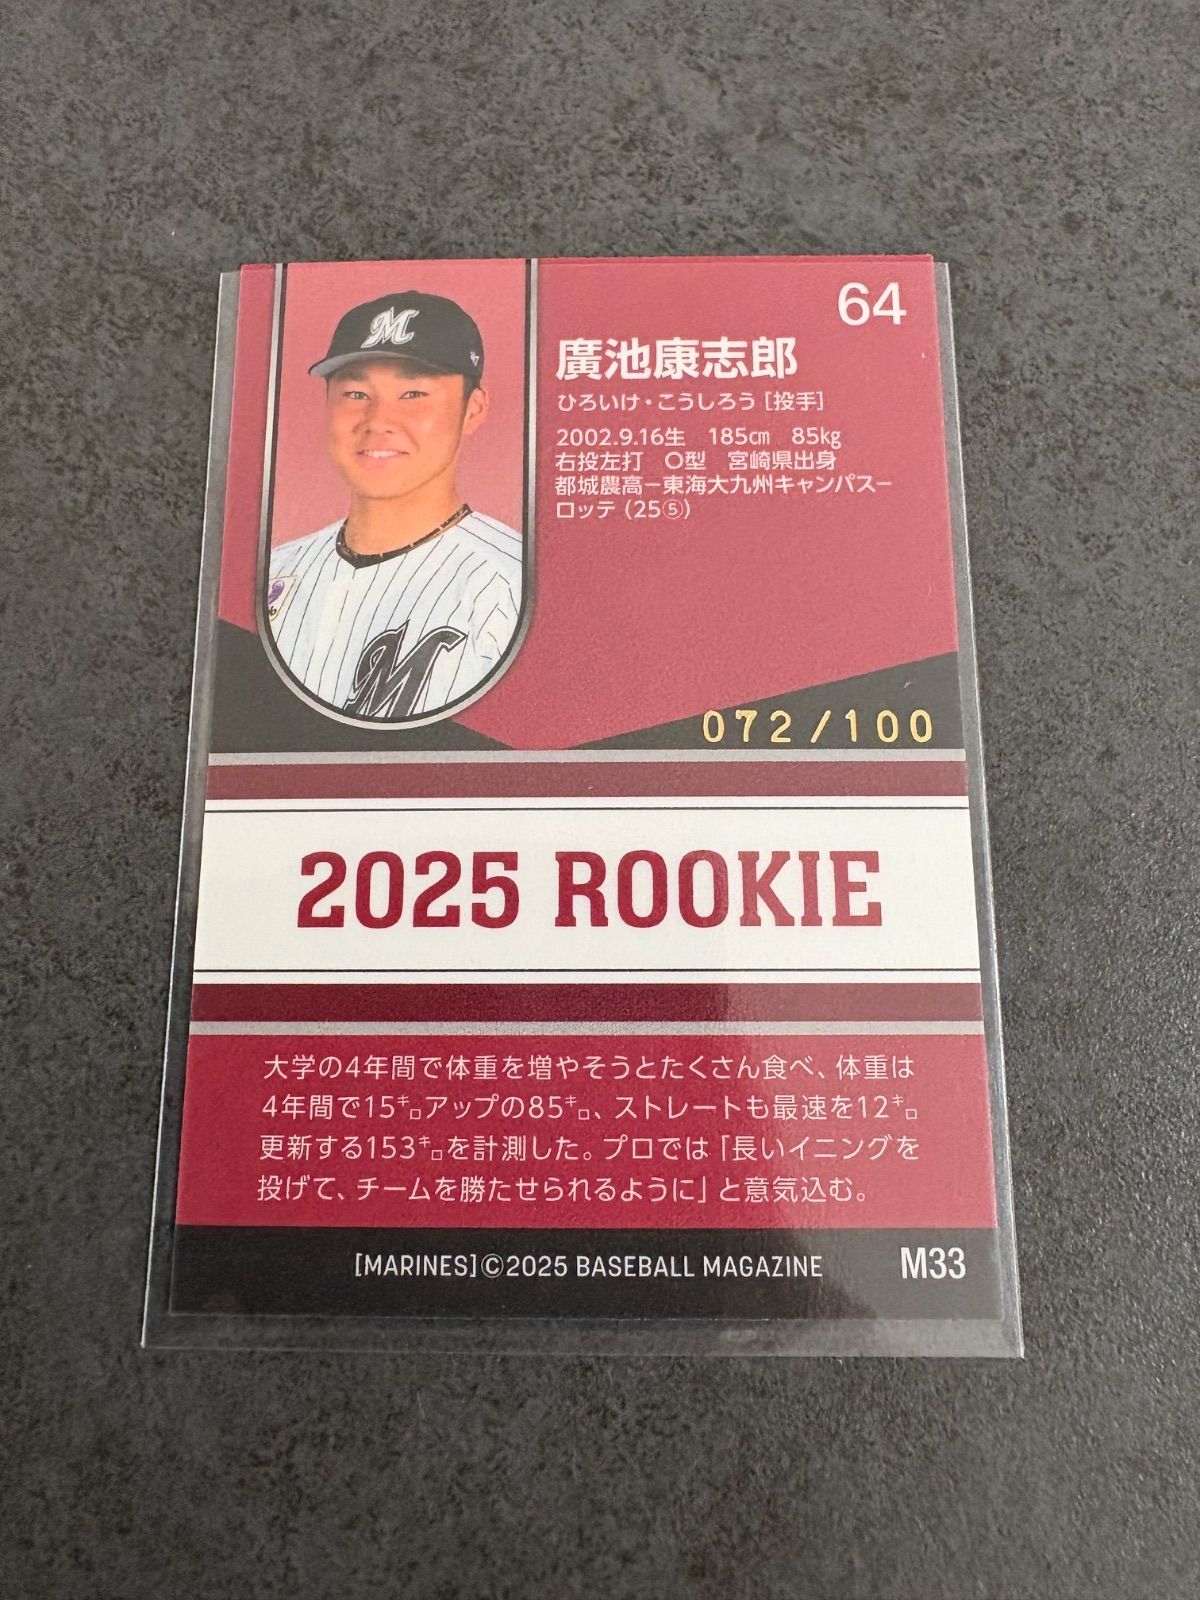 64
廣池康志郎
ひろいけ・こうしろう [投手]
2002.9.16生 185㎝ 85㎏
右投左打 O型 宮崎県出身
都城農高－東海大九州キャンパス－
ロッテ (25⑤)
M
M
072/100
2025 ROOKIE
大学の4年間で体重を増やそうとたくさん食べ、体重は
4年間で15㌔アップの85㌔、ストレートも最速を12㌔
更新する153㌔を計測した。プロでは「長いイニングを
投げて、チームを勝たせられるように」と意気込む。
[MARINES]©2025 BASEBALL MAGAZINE
M33